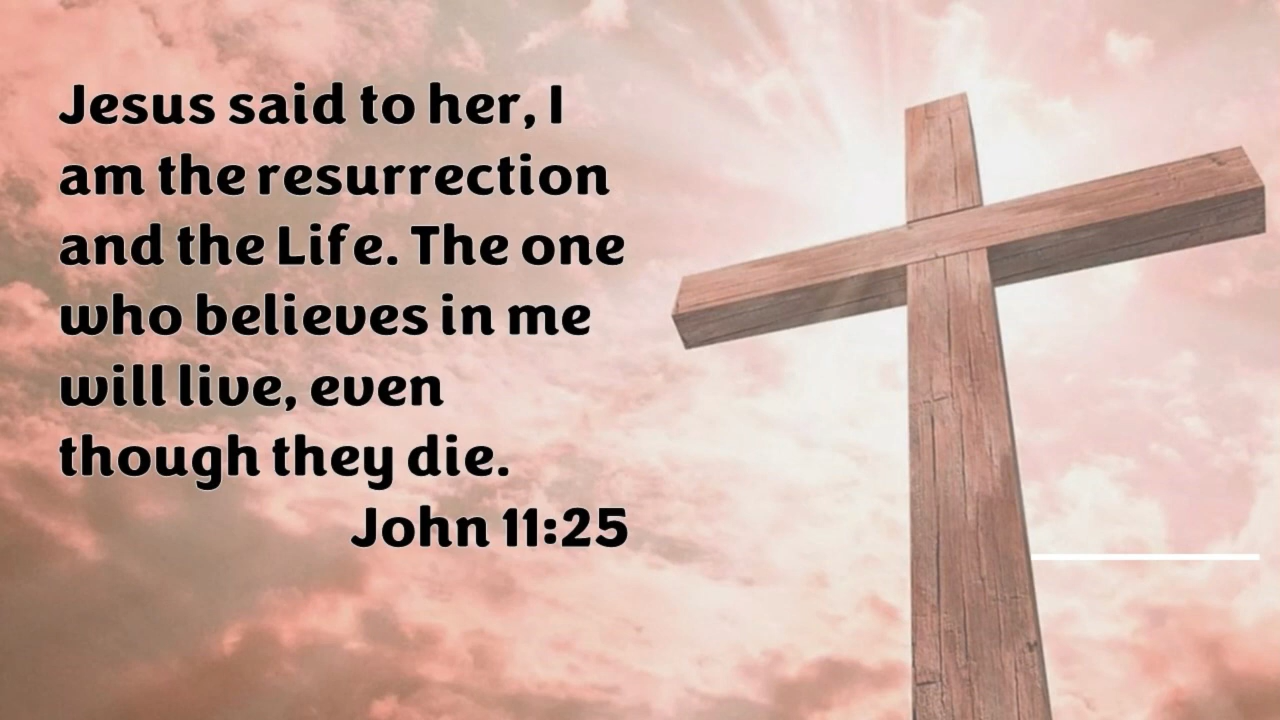 Jesus said to her, I
am the resurrection
and the Life. The one
who believes in me
will live, even
though they die.
John 11:25